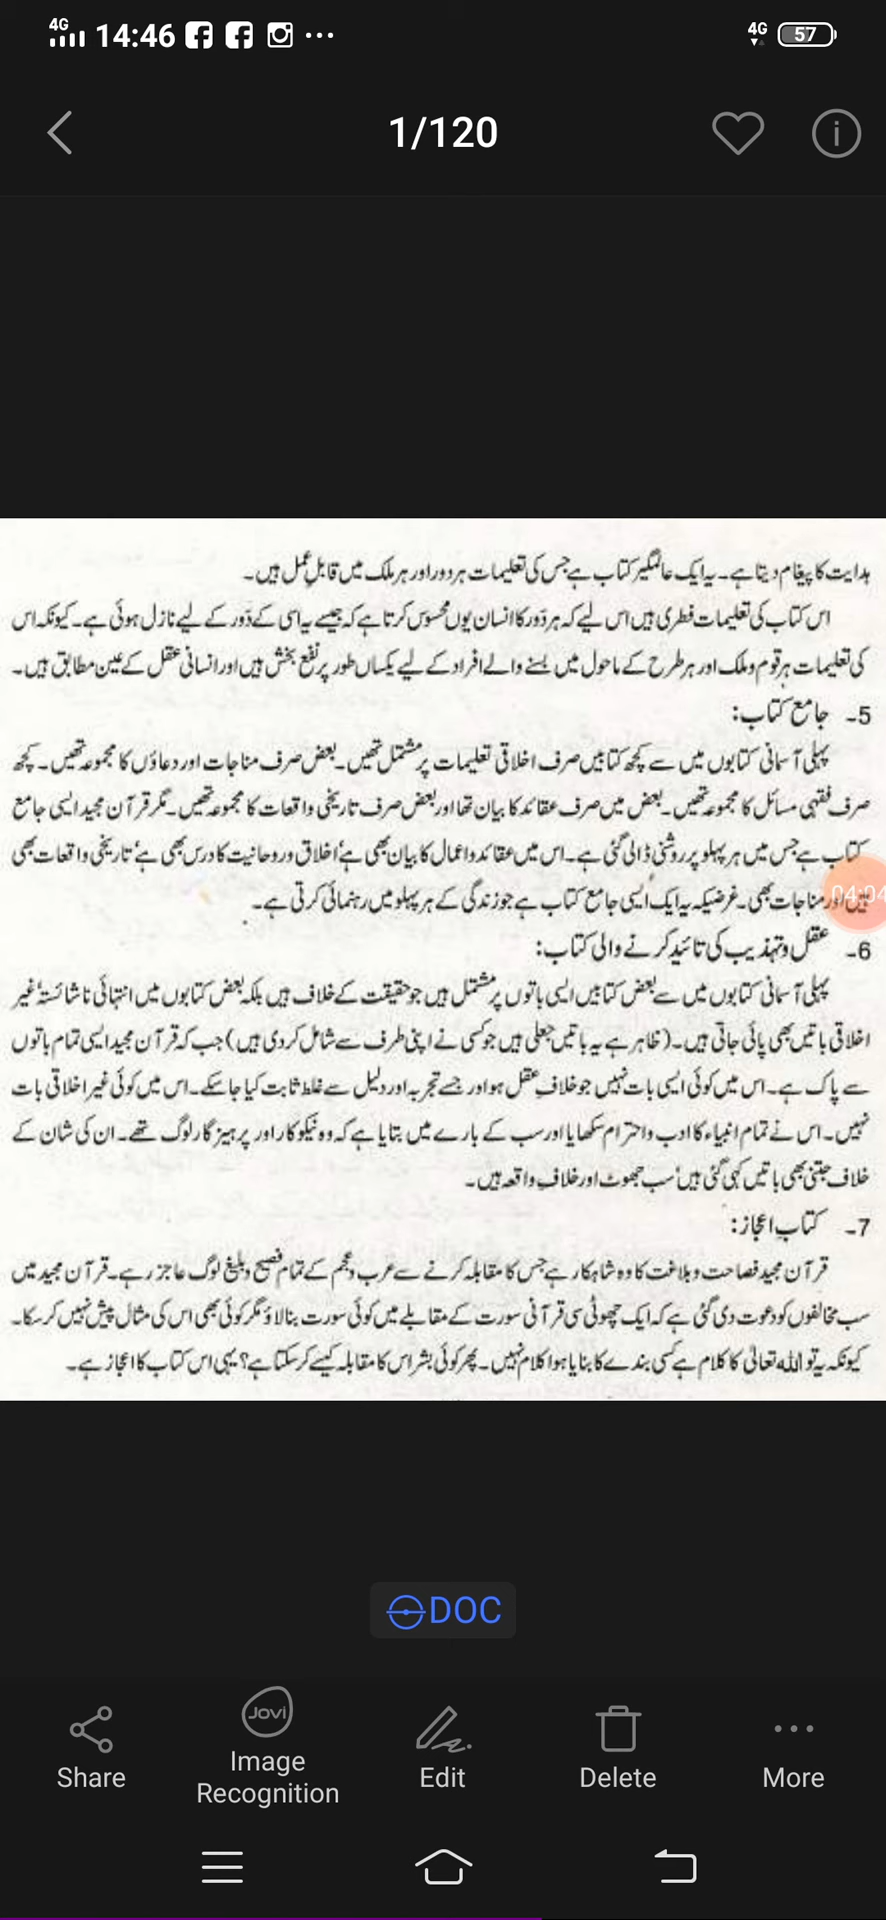 4G 14:46 ... 4G 57
1/120
ہدایت کا پیغام دیتا ہے۔ یہ ایک عالمگیر کتاب ہے جس کی تعلیمات ہر دور اور ہر ملک میں قابلِ عمل ہیں۔
اس کتاب کی تعلیمات فطری ہیں اس لیے کہ ہر دَور کا انسان یوں محسوس کرتا ہے کہ جیسے یہ اسی کے دَور کے لیے نازل ہوئی ہے۔ کیونکہ اس
کی تعلیمات ہر قوم و ملک اور ہر طرح کے ماحول میں بسنے والے افراد کے لیے یکساں طور پر نفع بخش ہیں اور انسانی عقل کے عین مطابق ہیں۔
5۔ جامع کتاب:
پہلی آسمانی کتابوں میں سے کچھ کتابیں صرف اخلاقی تعلیمات پر مشتمل تھیں۔ بعض صرف مناجات اور دعاؤں کا مجموعہ تھیں۔ کچھ
صرف فقہی مسائل کا مجموعہ تھیں۔ بعض میں صرف عقائد کا بیان تھا اور بعض صرف تاریخی واقعات کا مجموعہ تھیں۔ مگر قرآن مجید ایسی جامع
کتاب ہے جس میں ہر پہلو پر روشنی ڈالی گئی ہے۔ اس میں عقائد و اعمال کا بیان بھی ہے، اخلاق و روحانیت کا درس بھی ہے، تاریخی واقعات بھی
ہیں اور مناجات بھی۔ غرضیکہ یہ ایک ایسی جامع کتاب ہے جو زندگی کے ہر پہلو میں رہنمائی کرتی ہے۔
04:04
6۔ عقل و تہذیب کی تائید کرنے والی کتاب:
پہلی آسمانی کتابوں میں سے بعض کتابیں ایسی باتوں پر مشتمل ہیں جو حقیقت کے خلاف ہیں بلکہ بعض کتابوں میں انتہائی ناشائستہ، غیر
اخلاقی باتیں بھی پائی جاتی ہیں۔ (ظاہر ہے یہ باتیں جعلی ہیں جو کسی نے اپنی طرف سے شامل کر دی ہیں) جب کہ قرآن مجید ایسی تمام باتوں
سے پاک ہے۔ اس میں کوئی ایسی بات نہیں جو خلافِ عقل ہو اور جسے تجربہ اور دلیل سے غلط ثابت کیا جا سکے۔ اس میں کوئی غیر اخلاقی بات
نہیں۔ اس نے تمام انبیاء کا ادب و احترام سکھایا اور سب کے بارے میں بتایا ہے کہ وہ نیکوکار اور پرہیزگار لوگ تھے۔ ان کی شان کے
خلاف جتنی بھی باتیں کہی گئی ہیں، سب جھوٹ اور خلافِ واقعہ ہیں۔
7۔ کتاب اعجاز:
قرآن مجید فصاحت و بلاغت کا وہ شاہکار ہے جس کا مقابلہ کرنے سے عرب و عجم کے تمام فصیح و بلیغ لوگ عاجز رہے۔ قرآن مجید میں
سب مخالفوں کو دعوت دی گئی ہے کہ ایک چھوٹی سی قرآنی سورت کے مقابلے میں کوئی سورت بنا لاؤ مگر کوئی بھی اس کی مثال پیش نہیں کر سکا۔
کیونکہ یہ تو اللہ تعالیٰ کا کلام ہے کسی بندے کا بنایا ہوا کلام نہیں۔ پھر کوئی بشر اس کا مقابلہ کیسے کر سکتا ہے؟ یہی اس کتاب کا اعجاز ہے۔
DOC
Jovi
Share Image Recognition Edit Delete More